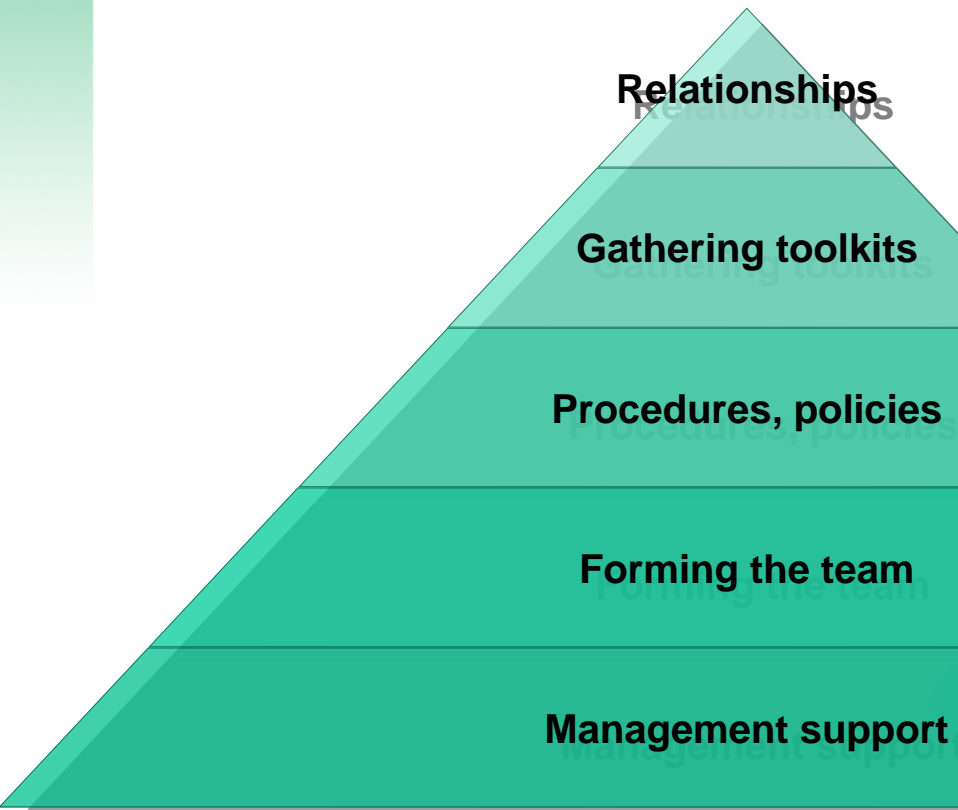 Relationships
Gathering toolkits
Procedures, policies
Forming the team
Management support